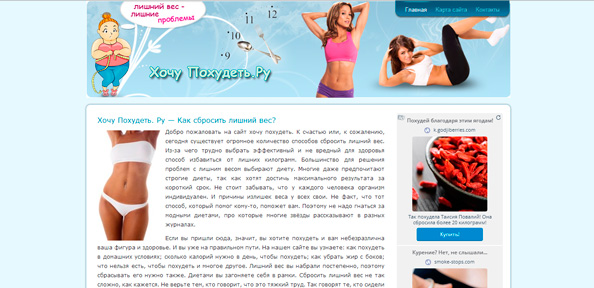 лишний вес -
лишние
проблемы
11 12
10
9
Хочу Похудеть.Ру
Главная Карта сайта Контакты
Хочу Похудеть. Ру — Как сбросить лишний вес?
Добро пожаловать на сайт хочу похудеть. К счастью или, к сожалению,
сегодня существует огромное количество способов сбросить лишний вес.
Из-за чего трудно выбрать эффективный и не вредный для здоровья
способ избавиться от лишних килограмм. Большинство для решения
проблем с лишним весом выбирают диету. Многие даже предпочитают
строгие диеты, так как хотят достичь максимального результата за
короткий срок. Не стоит забывать, что у каждого человека организм
индивидуален. И причины излишек веса у всех свои. Не факт, что тот
способ, который помог кому-то, поможет вам. Поэтому не надо гнаться за
модными диетами, про которые многие звёзды рассказывают в разных
журналах.
Если вы пришли сюда, значит, вы хотите похудеть и вам небезразлична
ваша фигура и здоровье. И вы уже на правильном пути. На нашем сайте вы узнаете: как похудеть
в домашних условиях; сколько калорий нужно в день, чтобы похудеть; как убрать жир с боков;
что нельзя есть, чтобы похудеть и многое другое. Лишний вес вы набрали постепенно, поэтому
сбрасывать его нужно также. Диетами вы загоняете себя в рамки. Сбросить лишний вес не так
сложно, как кажется. Не верьте тем, кто говорит, что это тяжкий труд. Так говорят те, кто сидели
Похудей благодаря этим ягодам!
s.godjiberries.com
Так похудела Таисия Повалий! Она
сбросила более 20 килограмм!
Купить!
Курение? Нет, не слышали...
smoke-stops.com